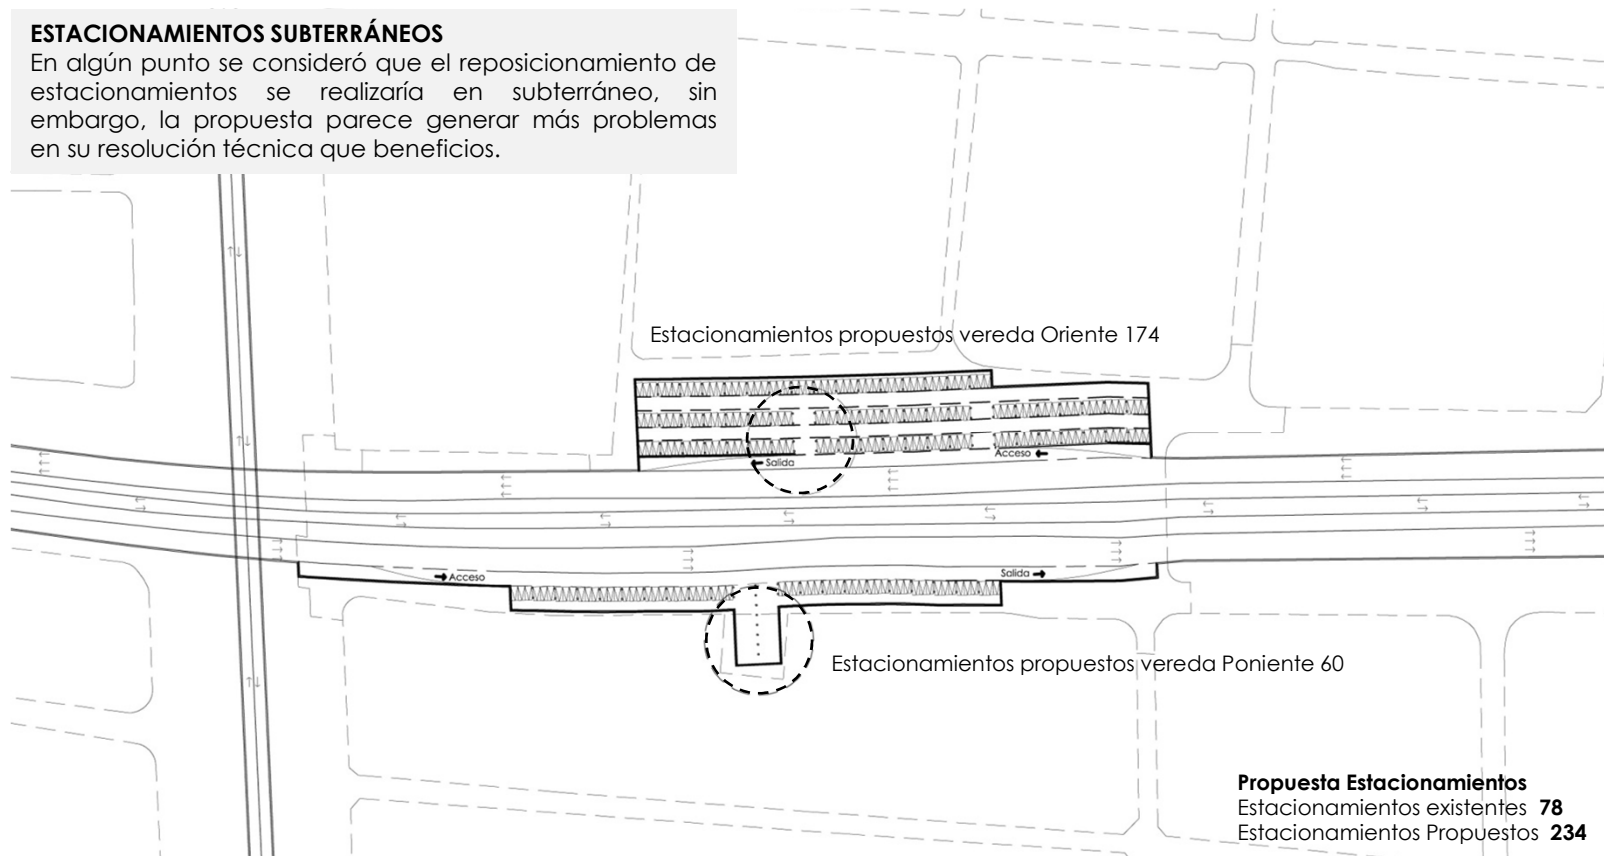 ESTACIONAMIENTOS SUBTERRÁNEOS
En algún punto se consideró que el reposicionamiento de
estacionamientos se realizaría en subterráneo, sin
embargo, la propuesta parece generar más problemas
en su resolución técnica que beneficios.
Estacionamientos propuestos vereda Oriente 174
Acceso
Salida
Acceso
Salida
Estacionamientos propuestos vereda Poniente 60
Propuesta Estacionamientos
Estacionamientos existentes 78
Estacionamientos Propuestos 234